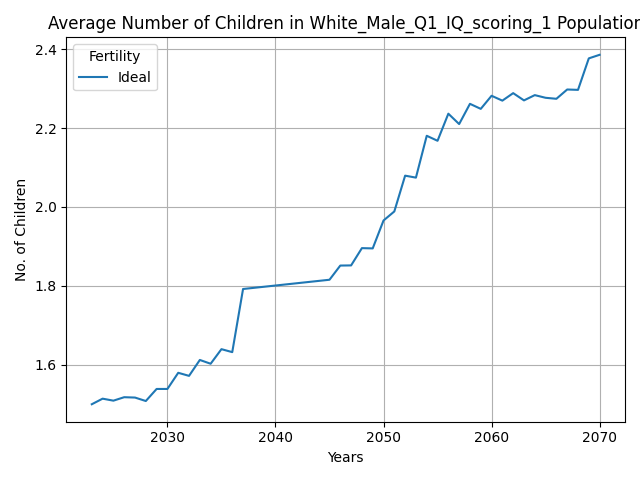 Average Number of Children in White_Male_Q1_IQ_scoring_1 Population
Fertility
Ideal
2.4
2.2
2.0
1.8
1.6
No. of Children
2030
2040
2050
2060
2070
Years